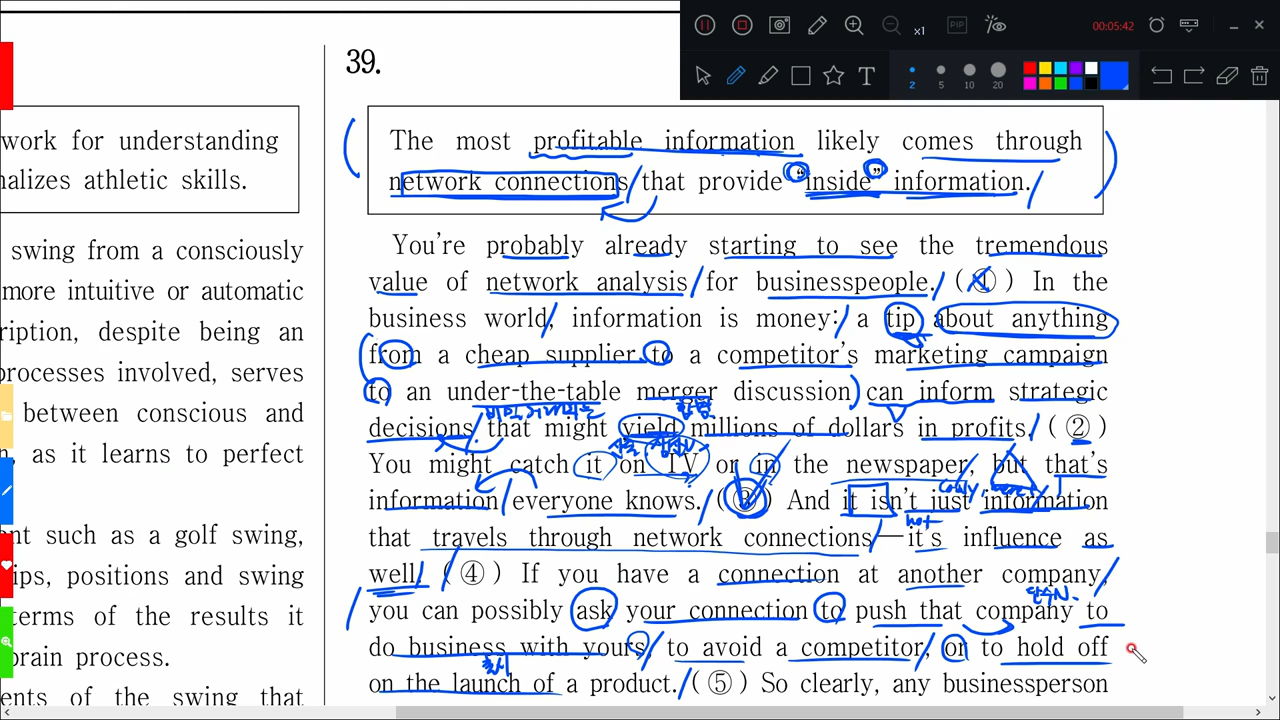 00:05:42
x1
PIP
2 5 10 20
work for understanding
nalizes athletic skills.
swing from a consciously
more intuitive or automatic
ription, despite being an
processes involved, serves
between conscious and
n, as it learns to perfect
nt such as a golf swing,
ips, positions and swing
terms of the results it
brain process.
ents of the swing that
39.
The most profitable information likely comes through
network connections that provide "inside" information.
You're probably already starting to see the tremendous
value of network analysis for businesspeople. ( ① ) In the
business world, information is money: a tip about anything
from a cheap supplier to a competitor's marketing campaign
to an under-the-table merger discussion can inform strategic
합병
decisions that might yield millions of dollars in profits. ( ② )
You might catch it on TV or in the newspaper, but that's
information everyone knows. ( ③ ) And it isn't just information
not
that travels through network connections—it's influence as
well. ( ④ ) If you have a connection at another company,
you can possibly ask your connection to push that company to
do business with yours, to avoid a competitor, or to hold off
출시
on the launch of a product. ( ⑤ ) So clearly, any businessperson